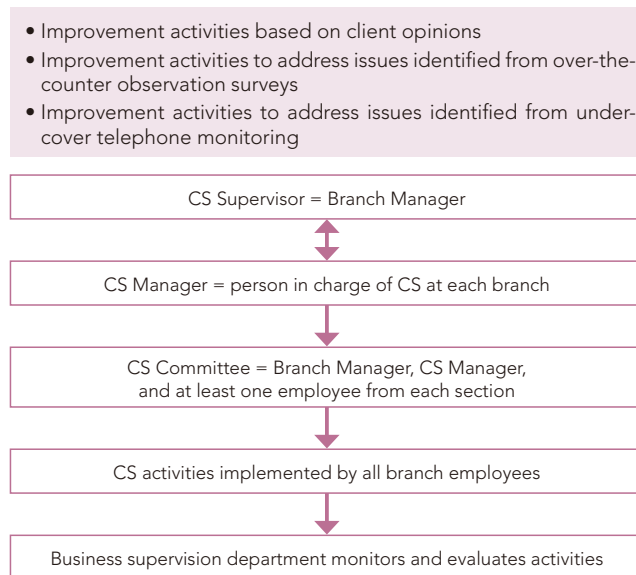 • Improvement activities based on client opinions
• Improvement activities to address issues identified from over-the-
counter observation surveys
• Improvement activities to address issues identified from under-
cover telephone monitoring
CS Supervisor = Branch Manager
CS Manager = person in charge of CS at each branch
CS Committee = Branch Manager, CS Manager,
and at least one employee from each section
CS activities implemented by all branch employees
Business supervision department monitors and evaluates activities